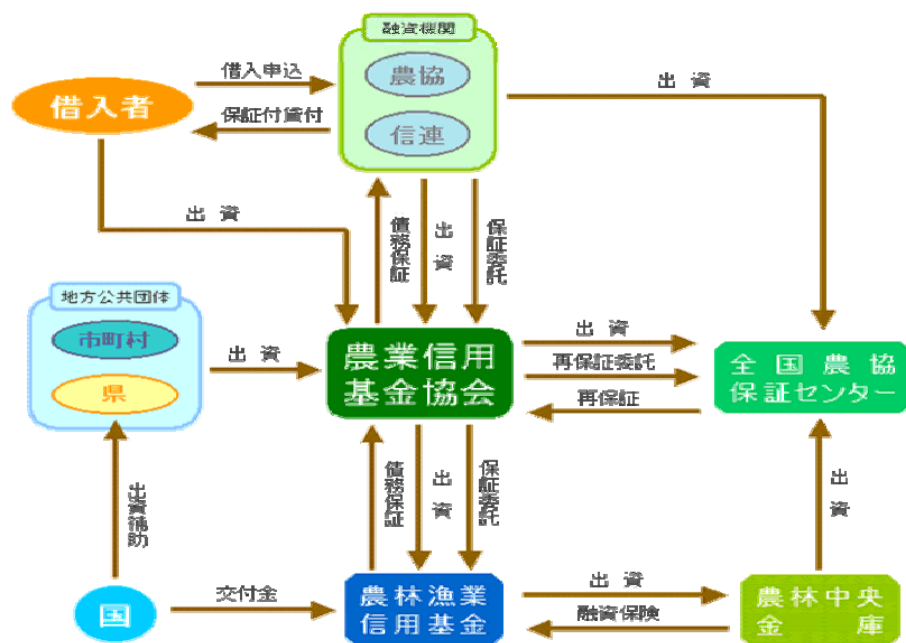 融資機関
農協
信連
借入者
借入申込
保証付貸付
出資
出資
債務保証
出資
保証委託
地方公共団体
市町村
県
出資
農業信用
基金協会
出資
再保証委託
再保証
全国農協
保証センター
出資補助
債務保証
出資
保証委託
出資
国
交付金
農林漁業
信用基金
出資
融資保険
農林中央
金庫